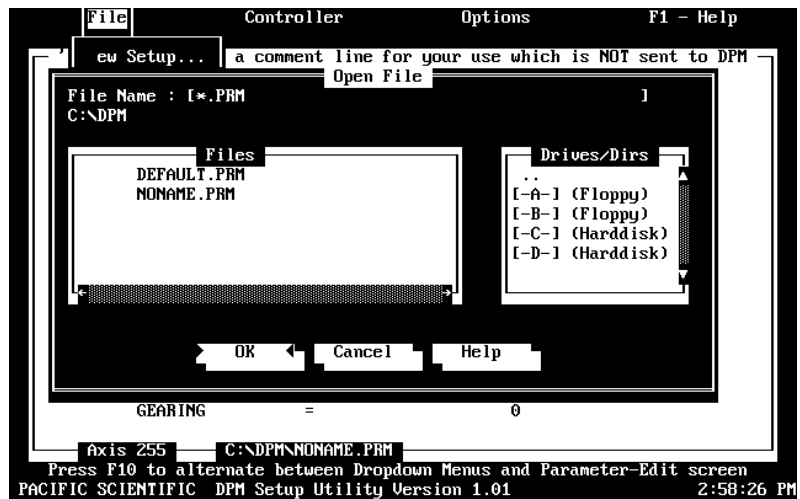 File Controller Options F1 - Help
ew Setup... a comment line for your use which is NOT sent to DPM
Open File
File Name : [*.PRM ]
C:\DPM
Files Drives/Dirs
DEFAULT.PRM
NONAME.PRM
..
[-A-] (Floppy)
[-B-] (Floppy)
[-C-] (Harddisk)
[-D-] (Harddisk)
OK Cancel Help
GEARING = 0
Axis 255 C:\DPM\NONAME.PRM
Press F10 to alternate between Dropdown Menus and Parameter-Edit screen
PACIFIC SCIENTIFIC DPM Setup Utility Version 1.01 2:58:26 PM